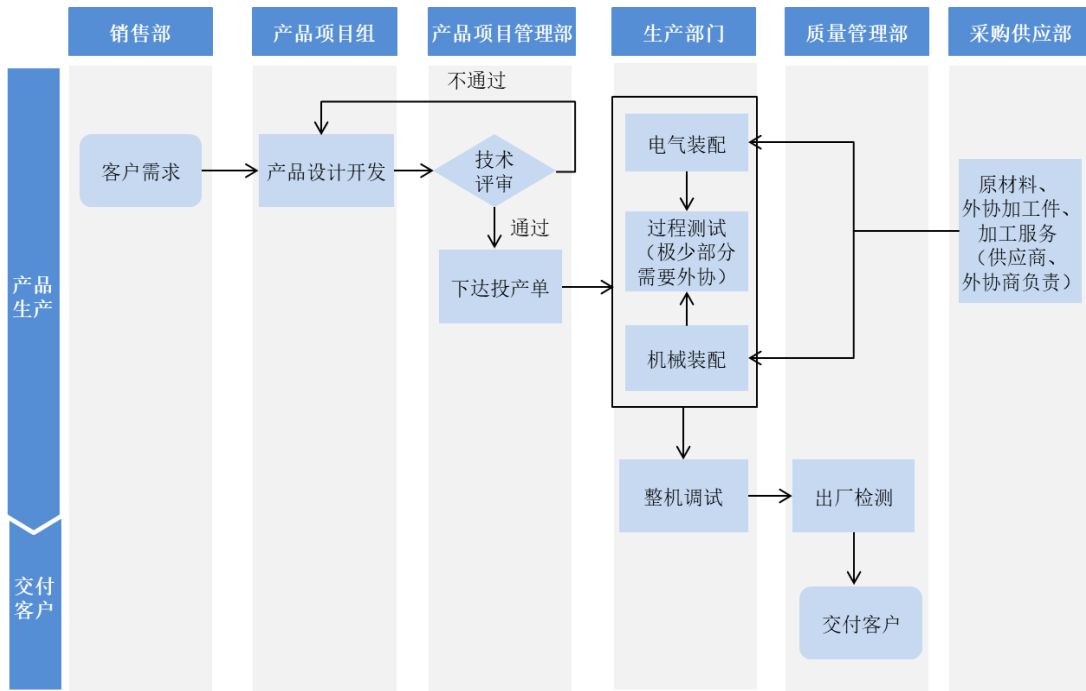 销售部
产品项目组
产品项目管理部
生产部门
质量管理部
采购供应部
产品
生产
不通过
客户需求
产品设计开发
技术
评审
通过
下达投产单
电气装配
过程测试
（极少部分
需要外协）
机械装配
原材料、
外协加工件、
加工服务
（供应商、
外协商负责）
整机调试
出厂检测
交付
客户
交付客户